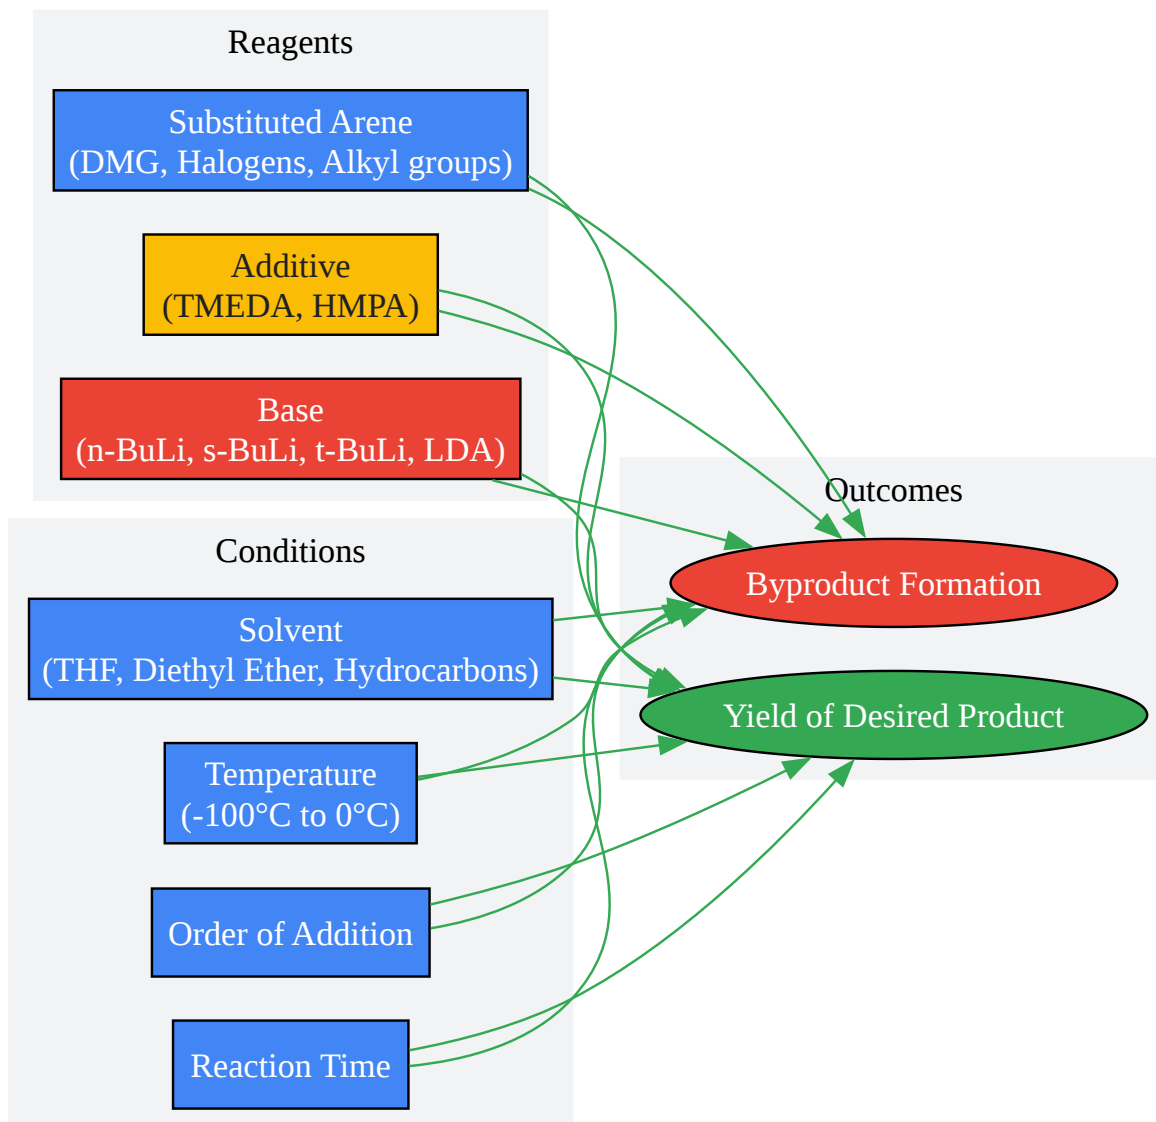 Reagents
Substituted Arene
(DMG, Halogens, Alkyl groups)
Additive
(TMEDA, HMPA)
Base
(n-BuLi, s-BuLi, t-BuLi, LDA)
Conditions
Solvent
(THF, Diethyl Ether, Hydrocarbons)
Temperature
(-100°C to 0°C)
Order of Addition
Reaction Time
Outcomes
Byproduct Formation
Yield of Desired Product